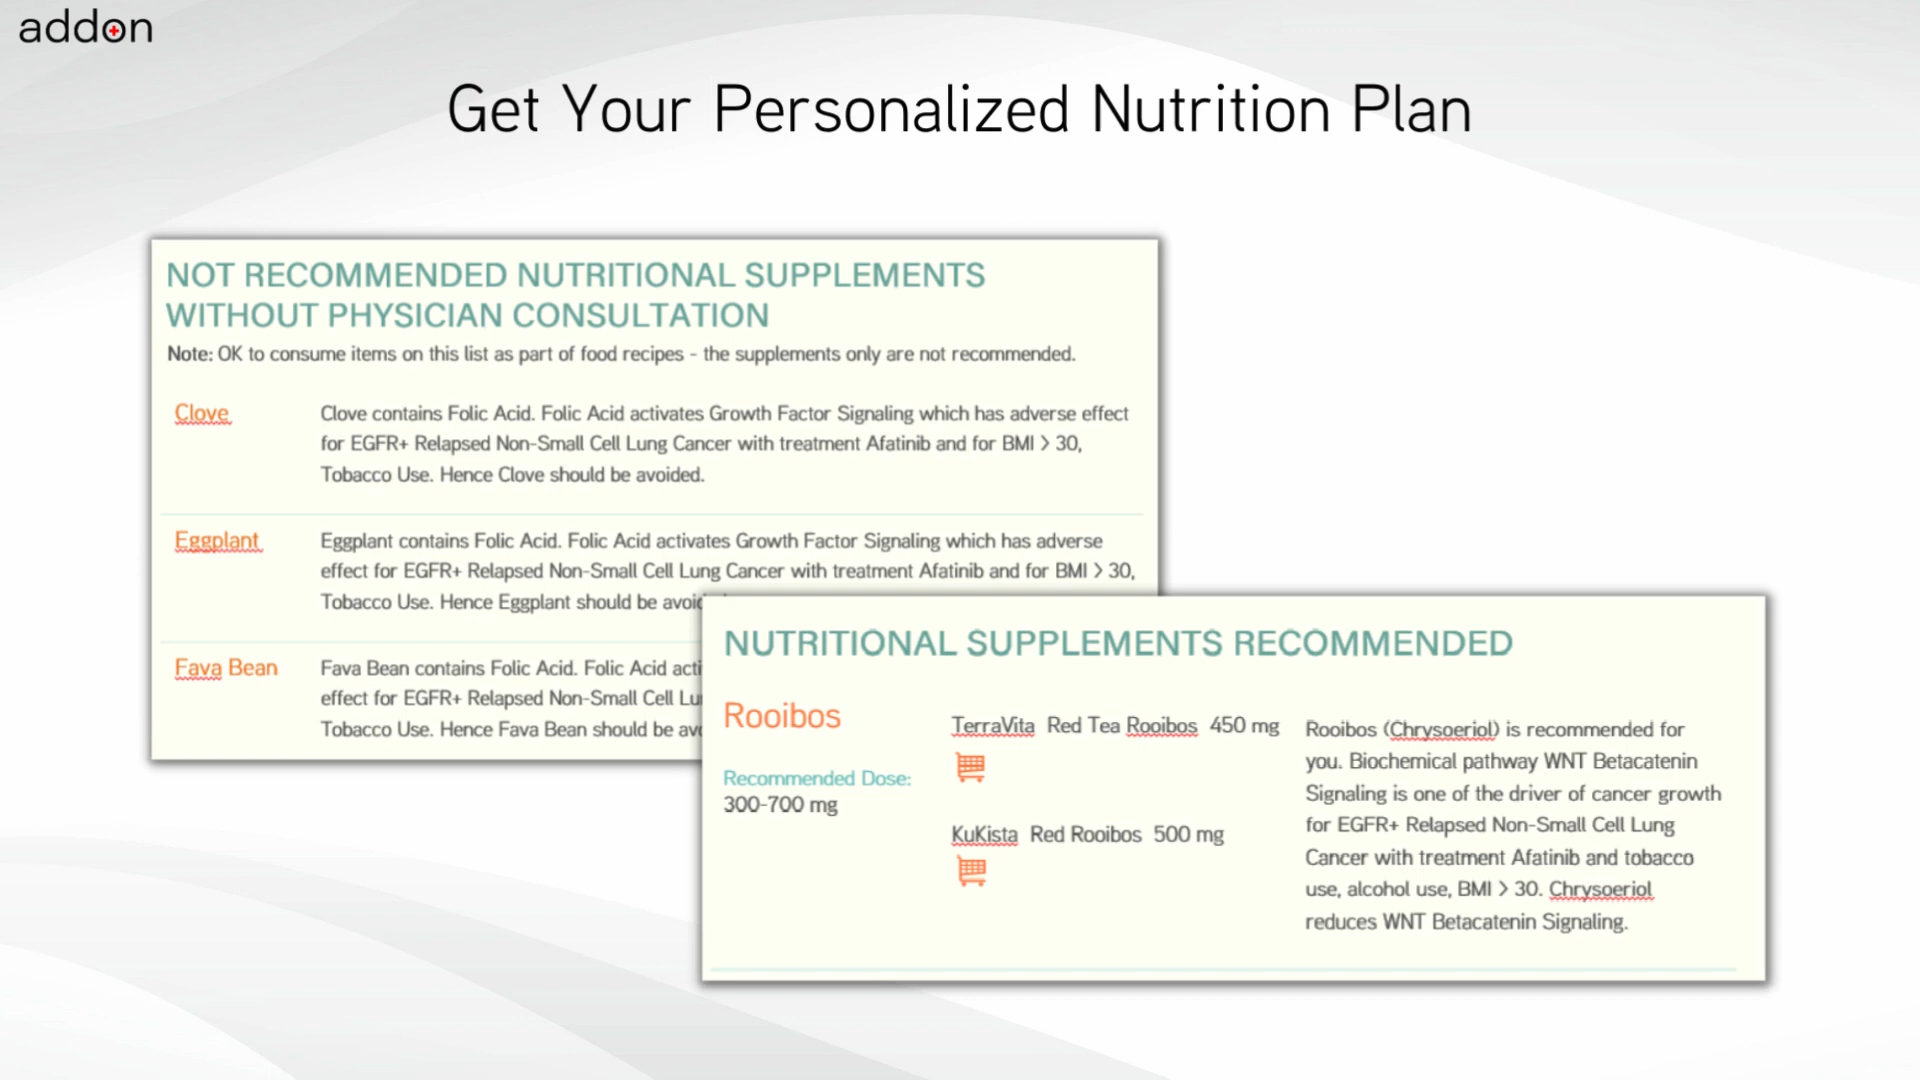 addon
Get Your Personalized Nutrition Plan
NOT RECOMMENDED NUTRITIONAL SUPPLEMENTS
WITHOUT PHYSICIAN CONSULTATION
Note: OK to consume items on this list as part of food recipes - the supplements only are not recommended.
Clove
Clove contains Folic Acid. Folic Acid activates Growth Factor Signaling which has adverse effect
for EGFR+ Relapsed Non-Small Cell Lung Cancer with treatment Afatinib and for BMI > 30,
Tobacco Use. Hence Clove should be avoided.
Eggplant
Eggplant contains Folic Acid. Folic Acid activates Growth Factor Signaling which has adverse
effect for EGFR+ Relapsed Non-Small Cell Lung Cancer with treatment Afatinib and for BMI > 30,
Tobacco Use. Hence Eggplant should be
Fava Bean
Fava Bean contains Folic Acid. Folic Acid
effect for EGFR+ Relapsed Non-Small Cell
Tobacco Use. Hence Fava Bean should be
NUTRITIONAL SUPPLEMENTS RECOMMENDED
Rooibos
Recommended Dose:
300-700 mg
TerraVita Red Tea Rooibos 450 mg
KuKista Red Rooibos 500 mg
Rooibos (Chrysoeriol) is recommended for
you. Biochemical pathway WNT Betacatenin
Signaling is one of the driver of cancer growth
for EGFR+ Relapsed Non-Small Cell Lung
Cancer with treatment Afatinib and tobacco
use, alcohol use, BMI > 30. Chrysoeriol
reduces WNT Betacatenin Signaling.